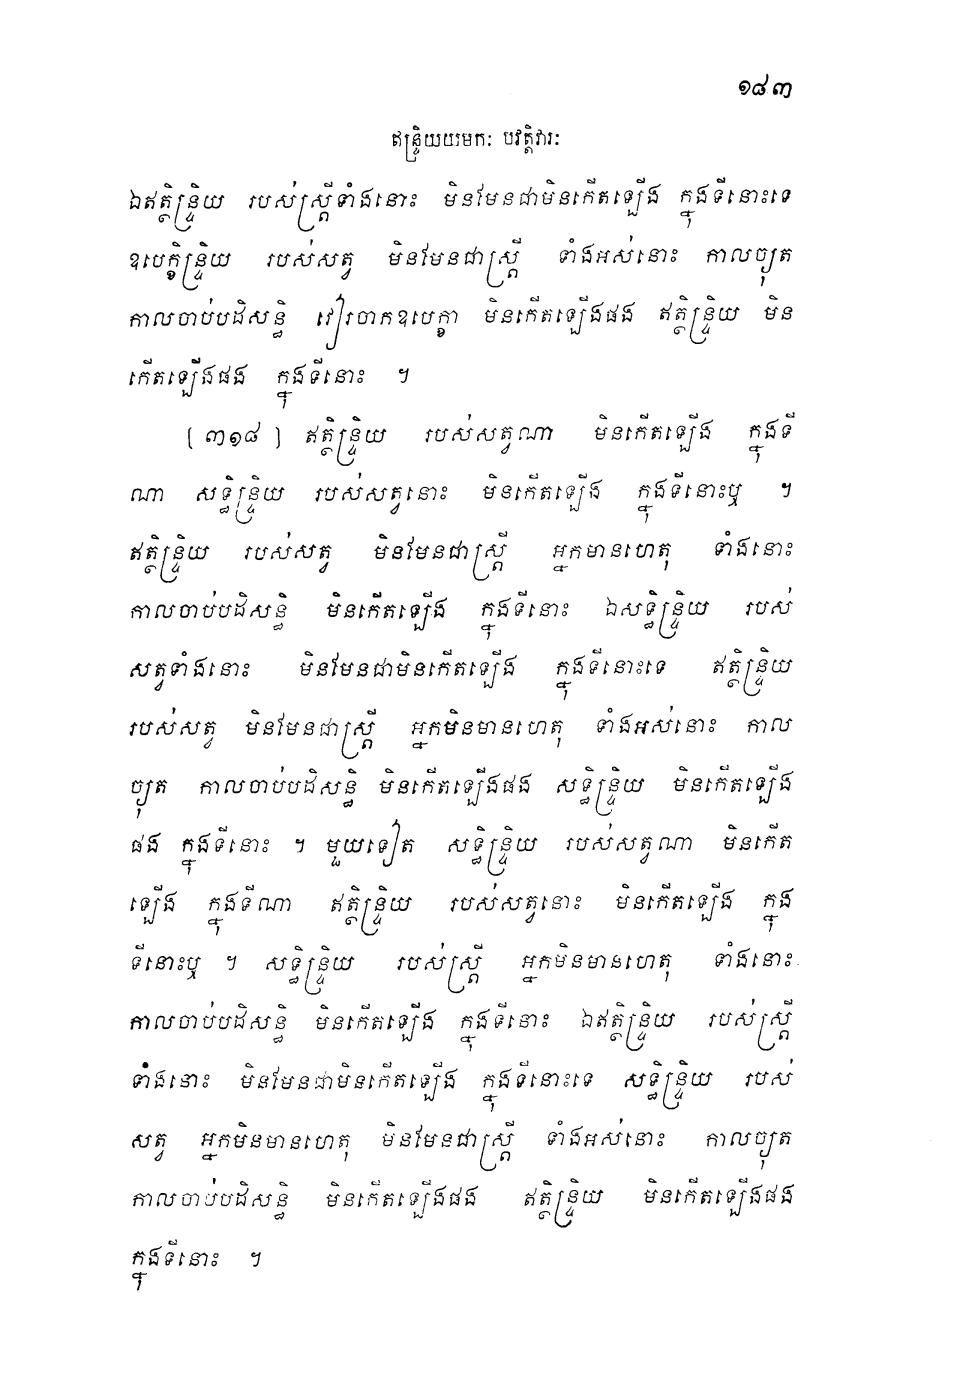 ១៨៣
ឥន្ទ្រិយយមកៈ បវត្តិវារៈ
ឯឥត្ថិន្ទ្រិយ របស់ស្ត្រីទាំងនោះ មិនមែនជាមិនកើតឡើង ក្នុងទីនោះទេ
ឧបេក្ខិន្ទ្រិយ របស់សត្វ មិនមែនជាស្ត្រី ទាំងអស់នោះ កាលច្យុត
កាលចាប់បដិសន្ធិ វៀរចាកឧបេក្ខា មិនកើតឡើងផង ឥត្ថិន្ទ្រិយ មិន
កើតឡើងផង ក្នុងទីនោះ ។
[ ៣១៨ ] ឥត្ថិន្ទ្រិយ របស់សត្វណា មិនកើតឡើង ក្នុងទី
ណា សទ្ធិន្ទ្រិយ របស់សត្វនោះ មិនកើតឡើង ក្នុងទីនោះឬ ។
ឥត្ថិន្ទ្រិយ របស់សត្វ មិនមែនជាស្ត្រី អ្នកមានហេតុ ទាំងនោះ
កាលចាប់បដិសន្ធិ មិនកើតឡើង ក្នុងទីនោះ ឯសទ្ធិន្ទ្រិយ របស់
សត្វទាំងនោះ មិនមែនជាមិនកើតឡើង ក្នុងទីនោះទេ ឥត្ថិន្ទ្រិយ
របស់សត្វ មិនមែនជាស្ត្រី អ្នកមិនមានហេតុ ទាំងអស់នោះ កាល
ច្យុត កាលចាប់បដិសន្ធិ មិនកើតឡើងផង សទ្ធិន្ទ្រិយ មិនកើតឡើង
ផង ក្នុងទីនោះ ។ មួយទៀត សទ្ធិន្ទ្រិយ របស់សត្វណា មិនកើត
ឡើង ក្នុងទីណា ឥត្ថិន្ទ្រិយ របស់សត្វនោះ មិនកើតឡើង ក្នុង
ទីនោះឬ ។ សទ្ធិន្ទ្រិយ របស់ស្ត្រី អ្នកមិនមានហេតុ ទាំងនោះ
កាលចាប់បដិសន្ធិ មិនកើតឡើង ក្នុងទីនោះ ឯឥត្ថិន្ទ្រិយ របស់ស្ត្រី
ទាំងនោះ មិនមែនជាមិនកើតឡើង ក្នុងទីនោះទេ សទ្ធិន្ទ្រិយ របស់
សត្វ អ្នកមិនមានហេតុ មិនមែនជាស្ត្រី ទាំងអស់នោះ កាលច្យុត
កាលចាប់បដិសន្ធិ មិនកើតឡើងផង ឥត្ថិន្ទ្រិយ មិនកើតឡើងផង
ក្នុងទីនោះ ។